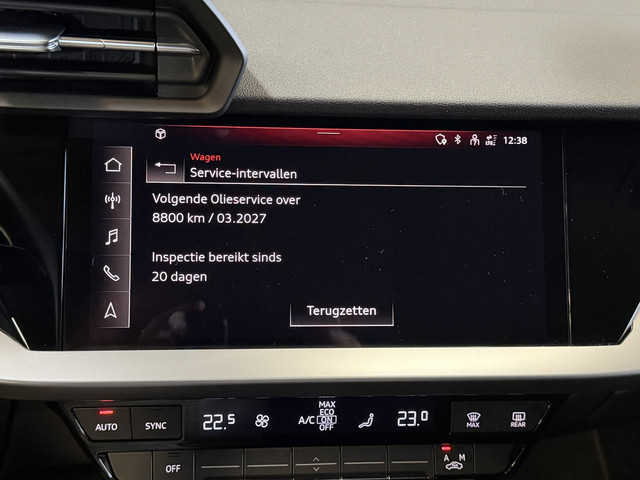 12:38
Wagen
Service-intervallen
Volgende Olieservice over
8800 km / 03.2027
Inspectie bereikt sinds
20 dagen
Terugzetten
AUTO
SYNC
22.5
A/C
MAX
ECO
ON
OFF
23.0
MAX
REAR
OFF
A M